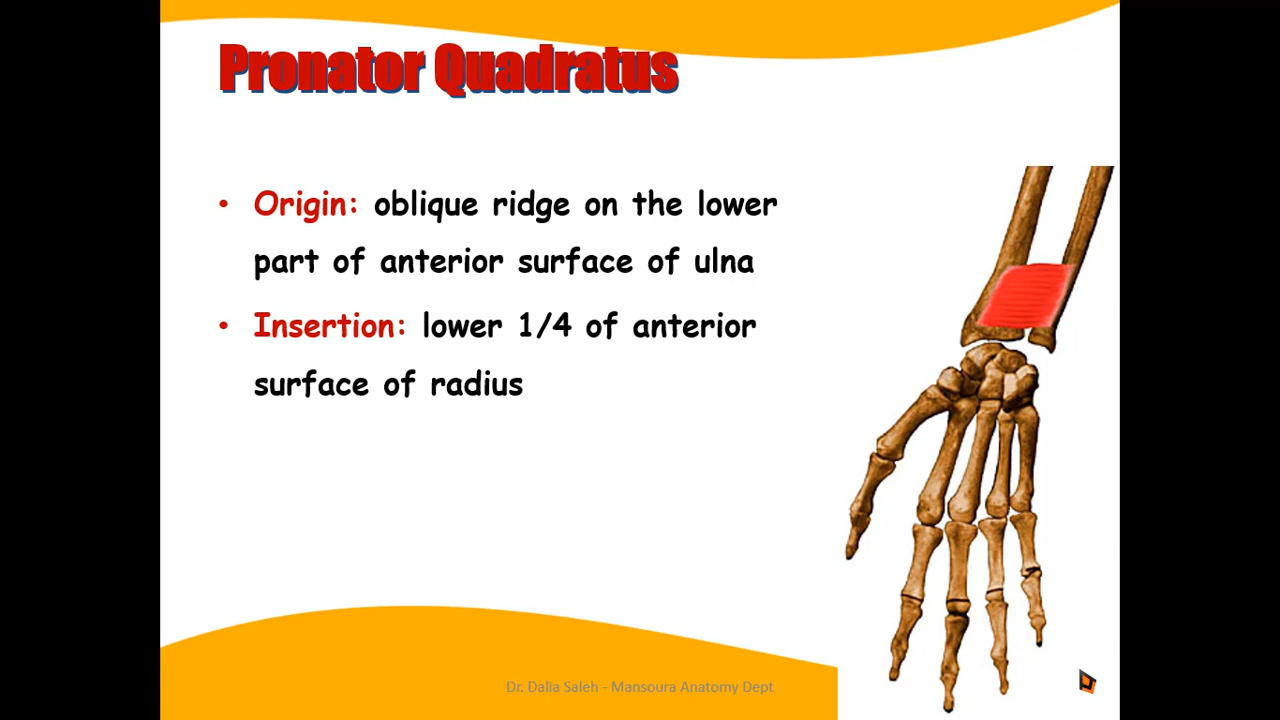 Pronator Quadratus
• Origin: oblique ridge on the lower
part of anterior surface of ulna
• Insertion: lower 1/4 of anterior
surface of radius
Dr. Dalia Saleh - Mansoura Anatomy Dept